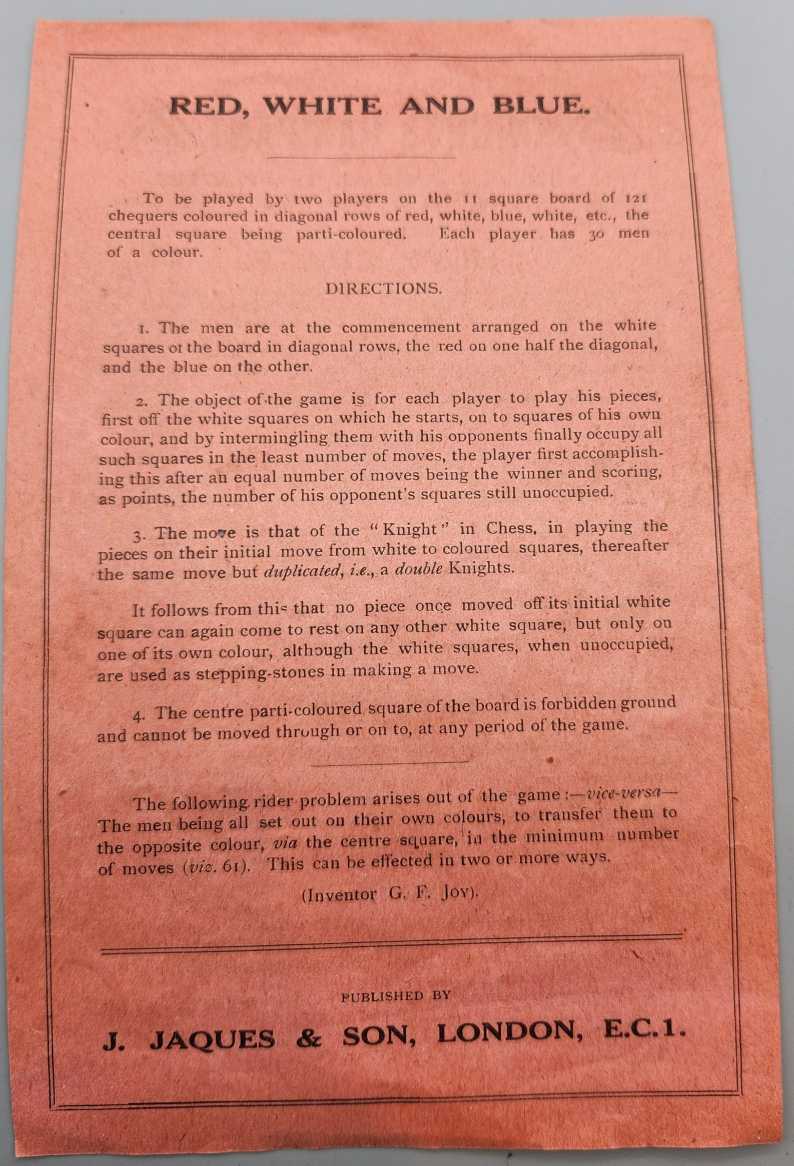 RED, WHITE AND BLUE.
To be played by two players on the 11 square board of 121
chequers coloured in diagonal rows of red, white, blue, white, etc., the
central square being parti-coloured. Each player has 30 men
of a colour.
DIRECTIONS.
1. The men are at the commencement arranged on the white
squares of the board in diagonal rows, the red on one half the diagonal,
and the blue on the other.
2. The object of the game is for each player to play his pieces,
first off the white squares on which he starts, on to squares of his own
colour, and by intermingling them with his opponents finally occupy all
such squares in the least number of moves, the player first accomplish-
ing this after an equal number of moves being the winner and scoring,
as points, the number of his opponent's squares still unoccupied.
3. The move is that of the "Knight" in Chess, in playing the
pieces on their initial move from white to coloured squares, thereafter
the same move but duplicated, i.e., a double Knights.
It follows from this that no piece once moved off its initial white
square can again come to rest on any other white square, but only on
one of its own colour, although the white squares, when unoccupied,
are used as stepping-stones in making a move.
4. The centre parti-coloured square of the board is forbidden ground
and cannot be moved through or on to, at any period of the game.
The following rider problem arises out of the game :—vice-versa—
The men being all set out on their own colours, to transfer them to
the opposite colour, via the centre square, in the minimum number
of moves (viz. 61). This can be effected in two or more ways.
(Inventor G. F. Joy).
PUBLISHED BY
J. JAQUES & SON, LONDON, E.C.1.